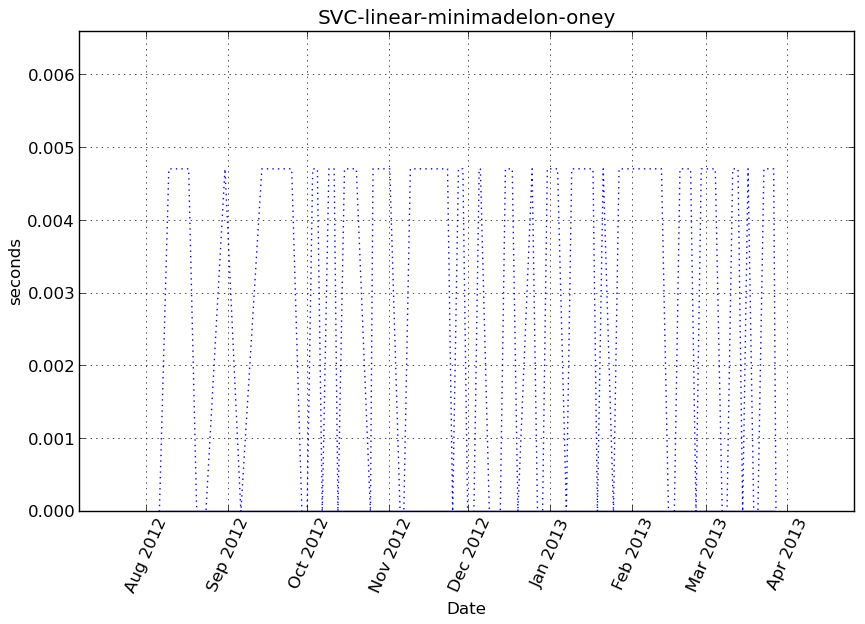 SVC-linear-minimadelon-oney
0.006
0.005
0.004
0.003
0.002
0.001
0.000
seconds
Aug 2012
Sep 2012
Oct 2012
Nov 2012
Dec 2012
Jan 2013
Feb 2013
Mar 2013
Apr 2013
Date